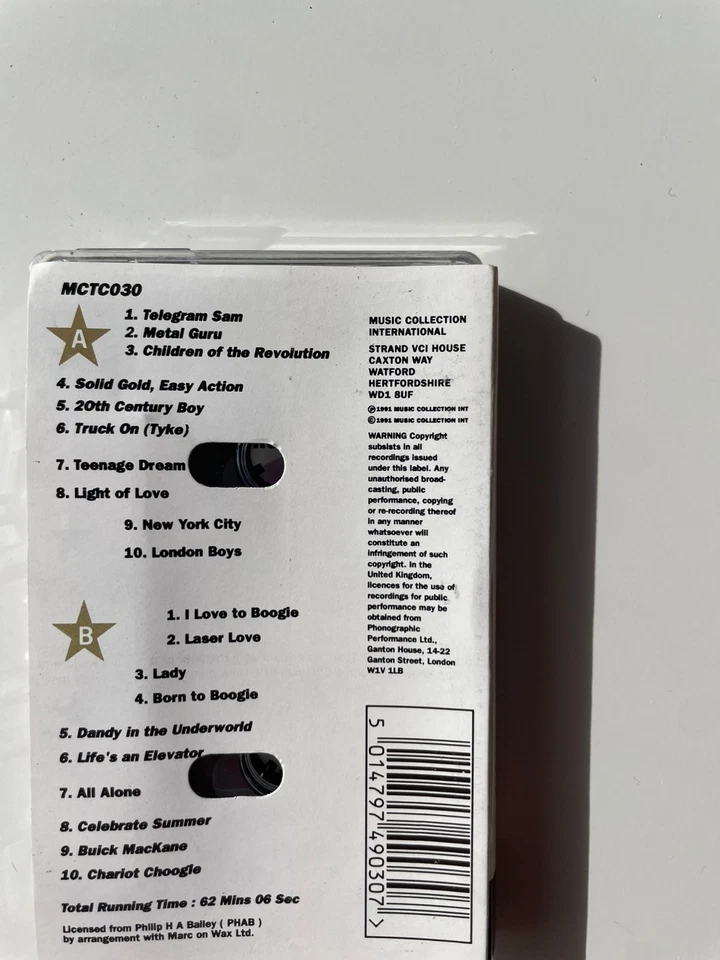 MCTC030
A
1. Telegram Sam
2. Metal Guru
3. Children of the Revolution
4. Solid Gold, Easy Action
5. 20th Century Boy
6. Truck On (Tyke)
7. Teenage Dream
8. Light of Love
9. New York City
10. London Boys
B
1. I Love to Boogie
2. Laser Love
3. Lady
4. Born to Boogie
5. Dandy in the Underworld
6. Life's an Elevator
7. All Alone
8. Celebrate Summer
9. Buick MacKane
10. Chariot Choogle
Total Running Time : 62 Mins 06 Sec
Licensed from Philip H A Bailey ( PHAB )
by arrangement with Marc on Wax Ltd.
MUSIC COLLECTION
INTERNATIONAL
STRAND VCI HOUSE
CAXTON WAY
WATFORD
HERTFORDSHIRE
WD1 8UF
℗1991 MUSIC COLLECTION INT
©1991 MUSIC COLLECTION INT
WARNING Copyright
subsists in all
recordings issued
under this label. Any
unauthorised broad-
casting, public
performance, copying
or re-recording thereof
in any manner
whatsoever will
constitute an
infringement of such
copyright. In the
United Kingdom,
licences for the use of
recordings for public
performance may be
obtained from
Phonographic
Performance Ltd.,
Ganton House, 14-22
Ganton Street, London
W1V 1LB
5 014797 490307 >